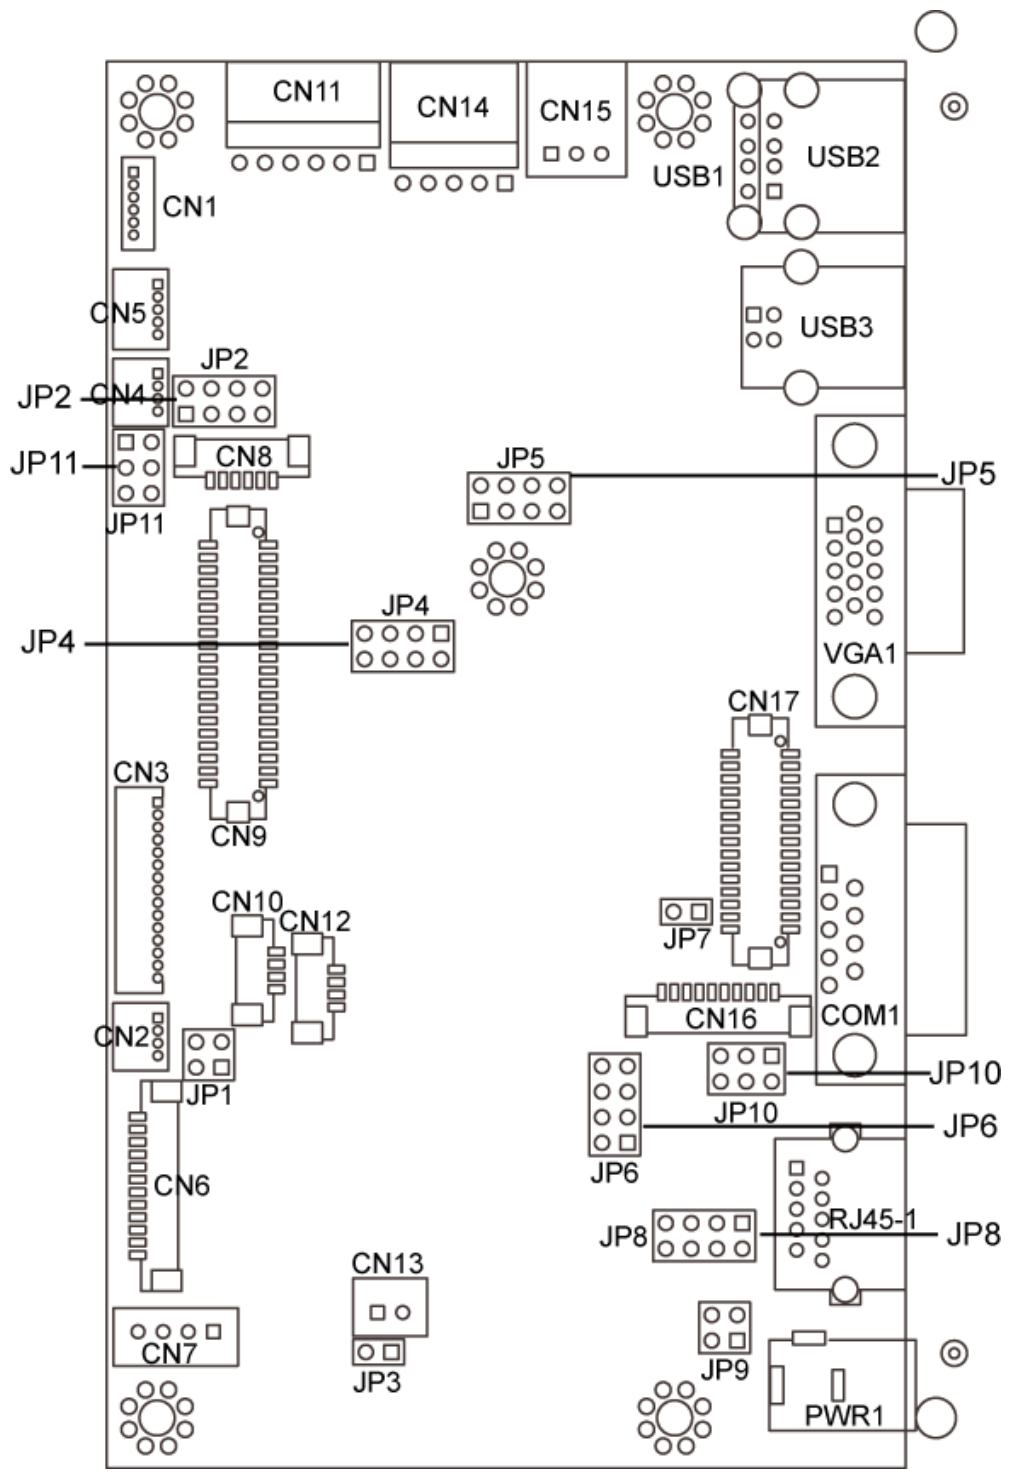 CN11
CN14
CN15
USB1
USB2
CN1
CN5
USB3
JP2
JP2
CN4
JP11
CN8
JP5
JP5
JP11
JP4
JP4
VGA1
CN17
CN3
CN9
CN10
CN12
JP7
CN2
CN16
COM1
JP1
JP10
JP10
JP6
JP6
CN6
RJ45-1
JP8
JP8
CN13
CN7
JP3
JP9
PWR1